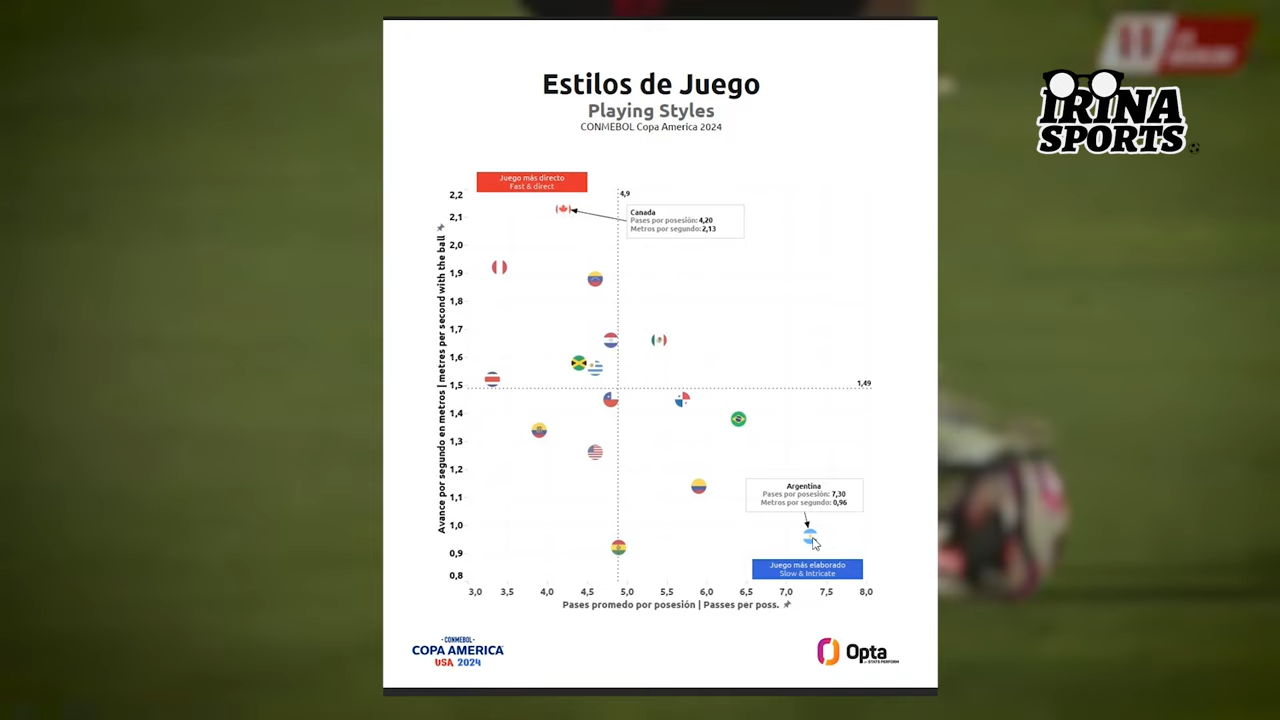 IRINA
SPORTS
Estilos de Juego
Playing Styles
CONMEBOL Copa America 2024
Juego más directo
Fast & direct
4,9
Canada
Pases por posesión: 4,20
Metros por segundo: 2,13
2,2
2,1
2,0
1,9
1,8
1,7
1,6
1,5
1,4
1,3
1,2
1,1
1,0
0,9
0,8
Avance por segundo en metros | metres per second with the ball
1,49
Argentina
Pases por posesión: 7,30
Metros por segundo: 0,96
Juego más elaborado
Slow & Intricate
3,0 3,5 4,0 4,5 5,0 5,5 6,0 6,5 7,0 7,5 8,0
Pases promedo por posesión | Passes per poss.
·CONMEBOL·
COPA AMERICA
USA 2024
Opta
BY STATS PERFORM